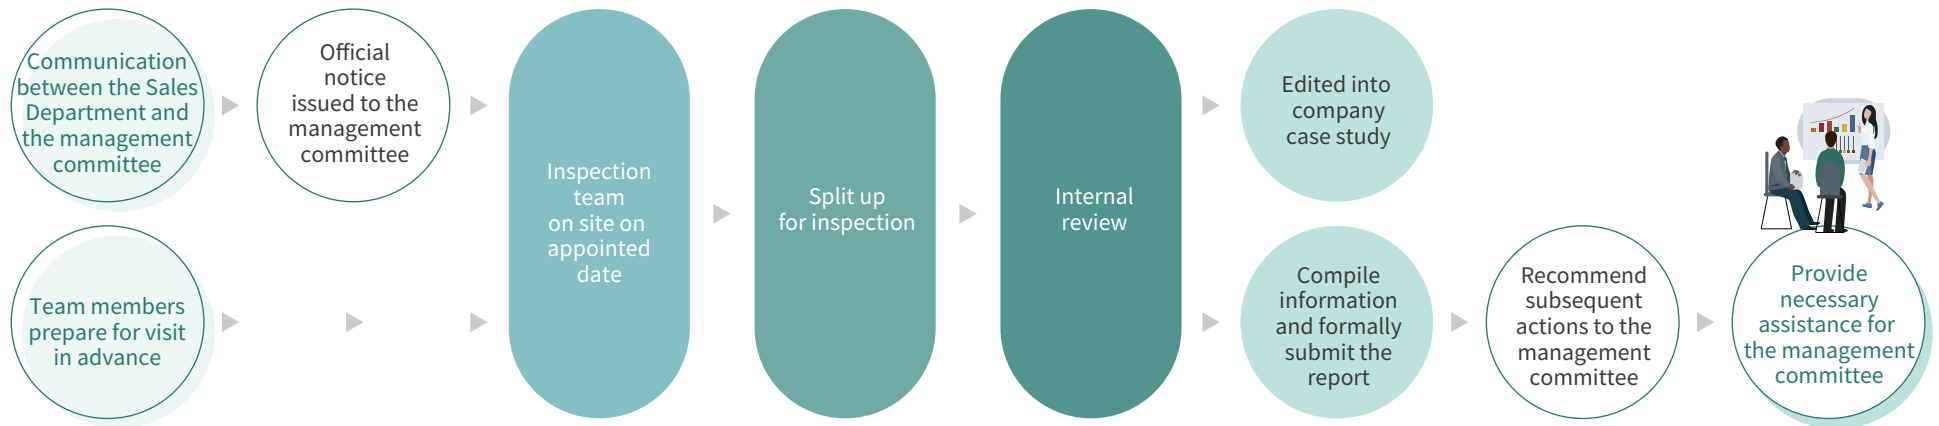 Communication
between the Sales
Department and
the management
committee
Official
notice
issued to the
management
committee
Team members
prepare for visit
in advance
Inspection
team
on site on
appointed
date
Split up
for inspection
Internal
review
Edited into
company
case study
Compile
information
and formally
submit the
report
Recommend
subsequent
actions to the
management
committee
Provide
necessary
assistance for
the management
committee